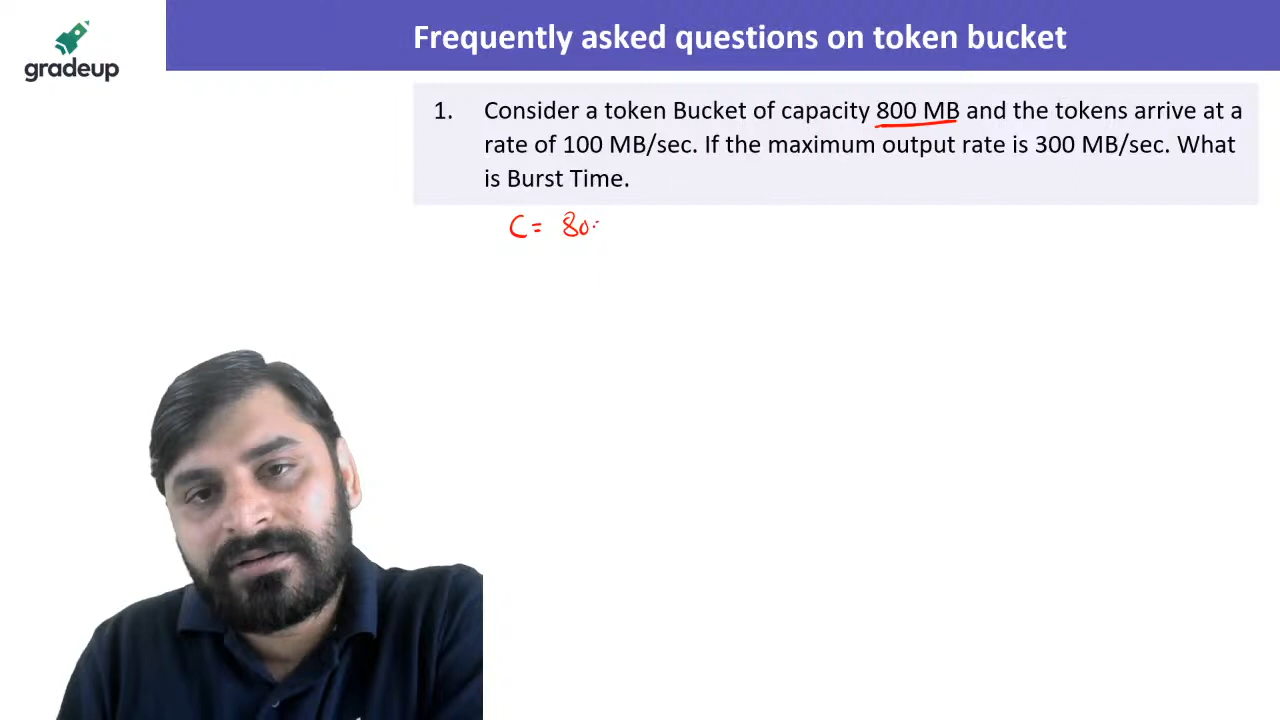 Frequently asked questions on token bucket
gradeup
1. Consider a token Bucket of capacity 800 MB and the tokens arrive at a
rate of 100 MB/sec. If the maximum output rate is 300 MB/sec. What
is Burst Time.
C= 80